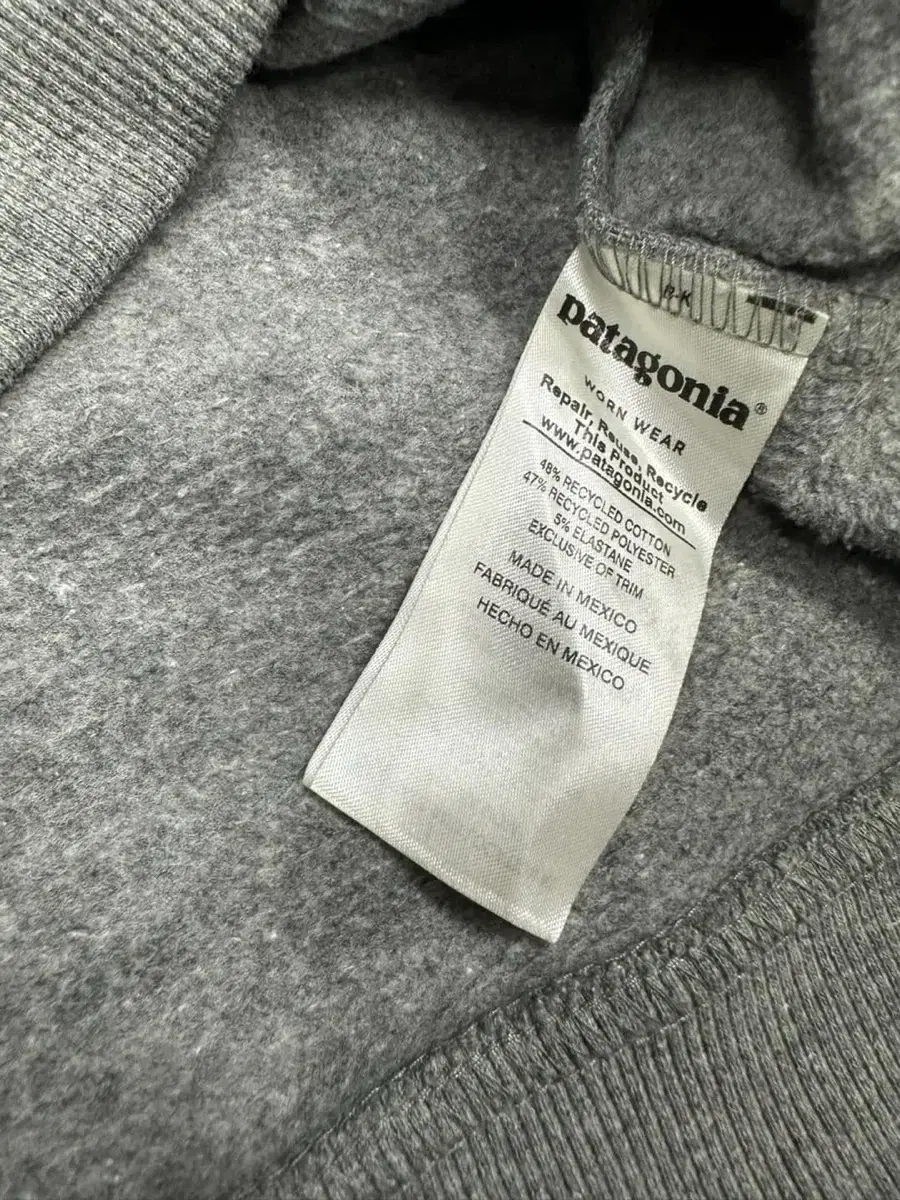 8-K
patagonia®
WORN WEAR
Repair, Reuse, Recycle
This Product
www.patagonia.com
48% RECYCLED COTTON
47% RECYCLED POLYESTER
5% ELASTANE
EXCLUSIVE OF TRIM
MADE IN MEXICO
FABRIQUÉ AU MEXIQUE
HECHO EN MEXICO